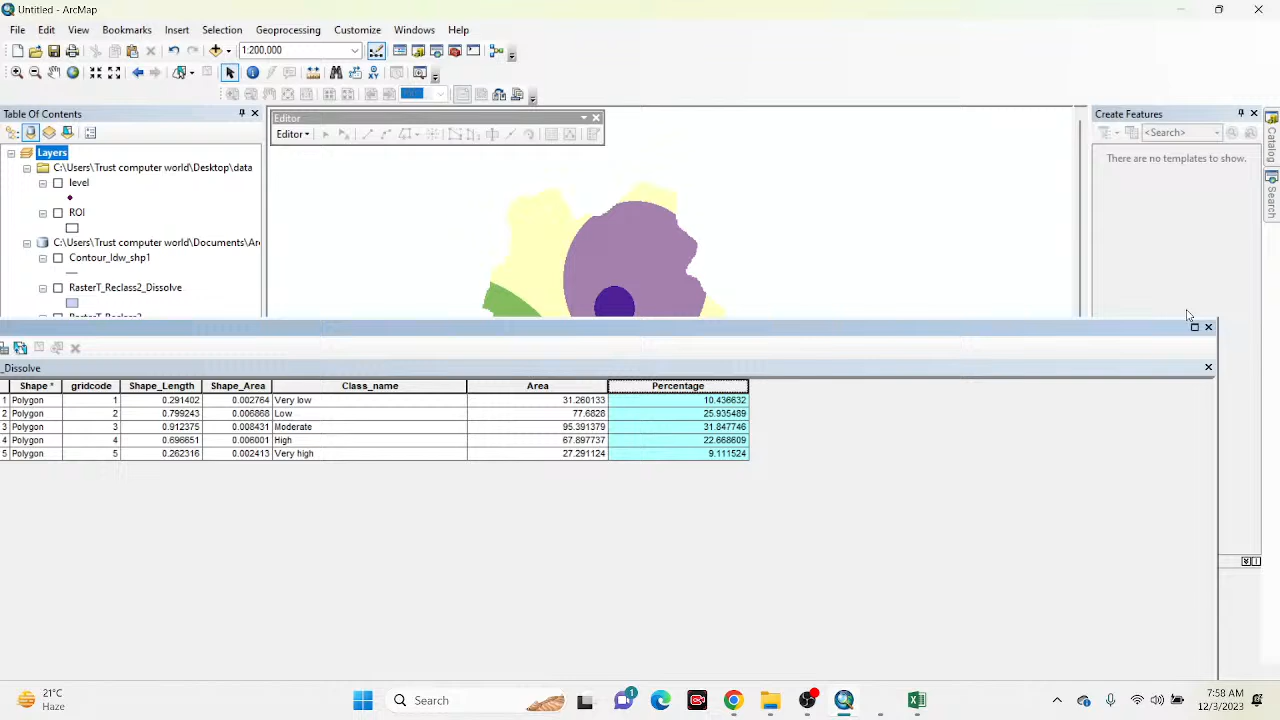 Untitled - ArcMap
File Edit View Bookmarks Insert Selection Geoprocessing Customize Windows Help
1:200,000
Table Of Contents
Editor
Create Features
Editor
<Search>
Layers
There are no templates to show.
C:\Users\Trust computer world\Desktop\data
level
ROI
C:\Users\Trust computer world\Documents\Ar
Contour_Idw_shp1
RasterT_Reclass2_Dissolve
Catalog
Search
_Dissolve
Shape * gridcode Shape_Length Shape_Area Class_name Area Percentage
1 Polygon 1 0.291402 0.002764 Very low 31.260133 10.436632
2 Polygon 2 0.799243 0.006868 Low 77.6828 25.935489
3 Polygon 3 0.912375 0.008431 Moderate 95.391379 31.847746
4 Polygon 4 0.696651 0.006001 High 67.897737 22.668609
5 Polygon 5 0.262316 0.002413 Very high 27.291124 9.111524
21°C
Haze
Search
1
7:58 AM
12/3/2023